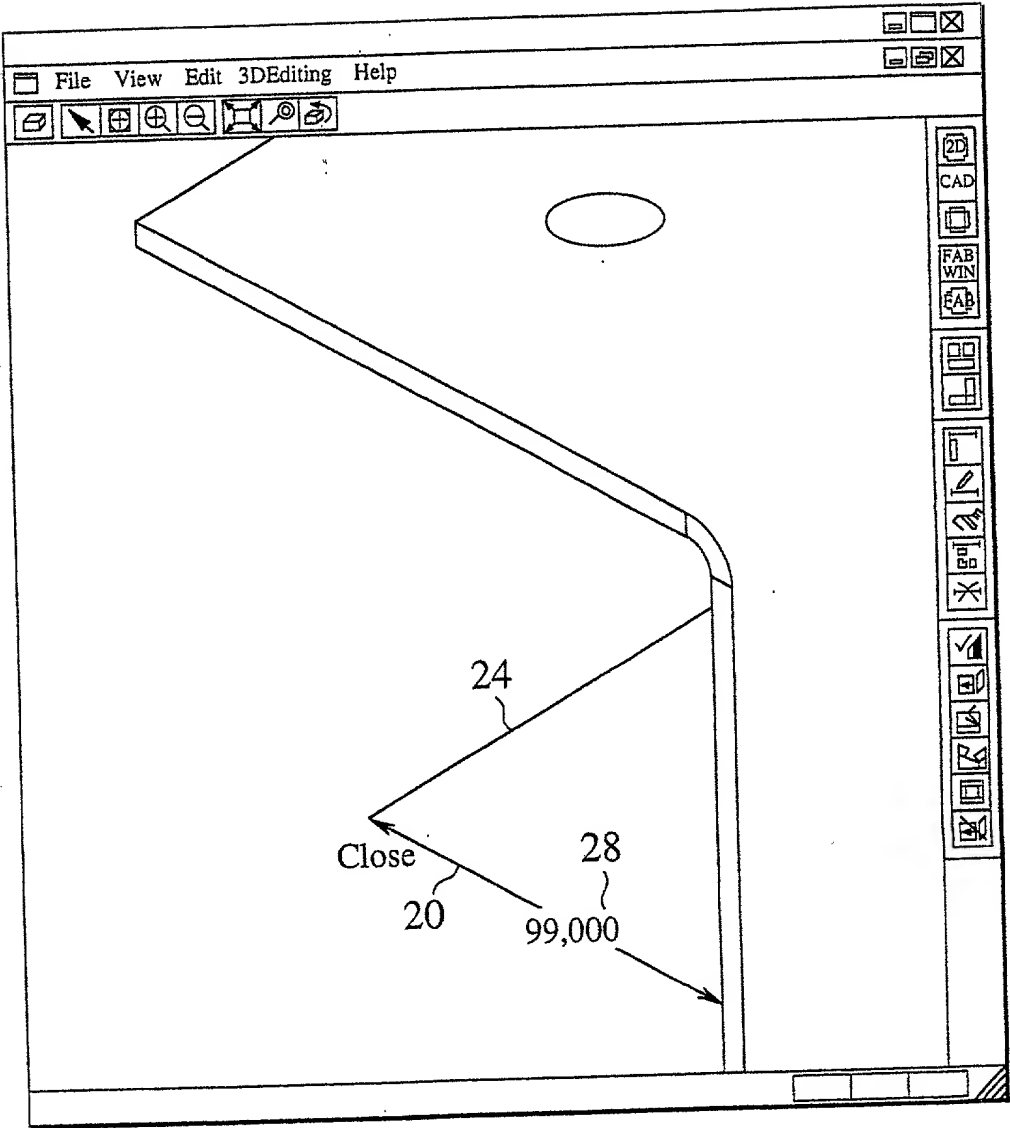 File View Edit 3DEditing Help
2D
CAD
FAB
WIN
FAB
24
Close
28
20
99,000